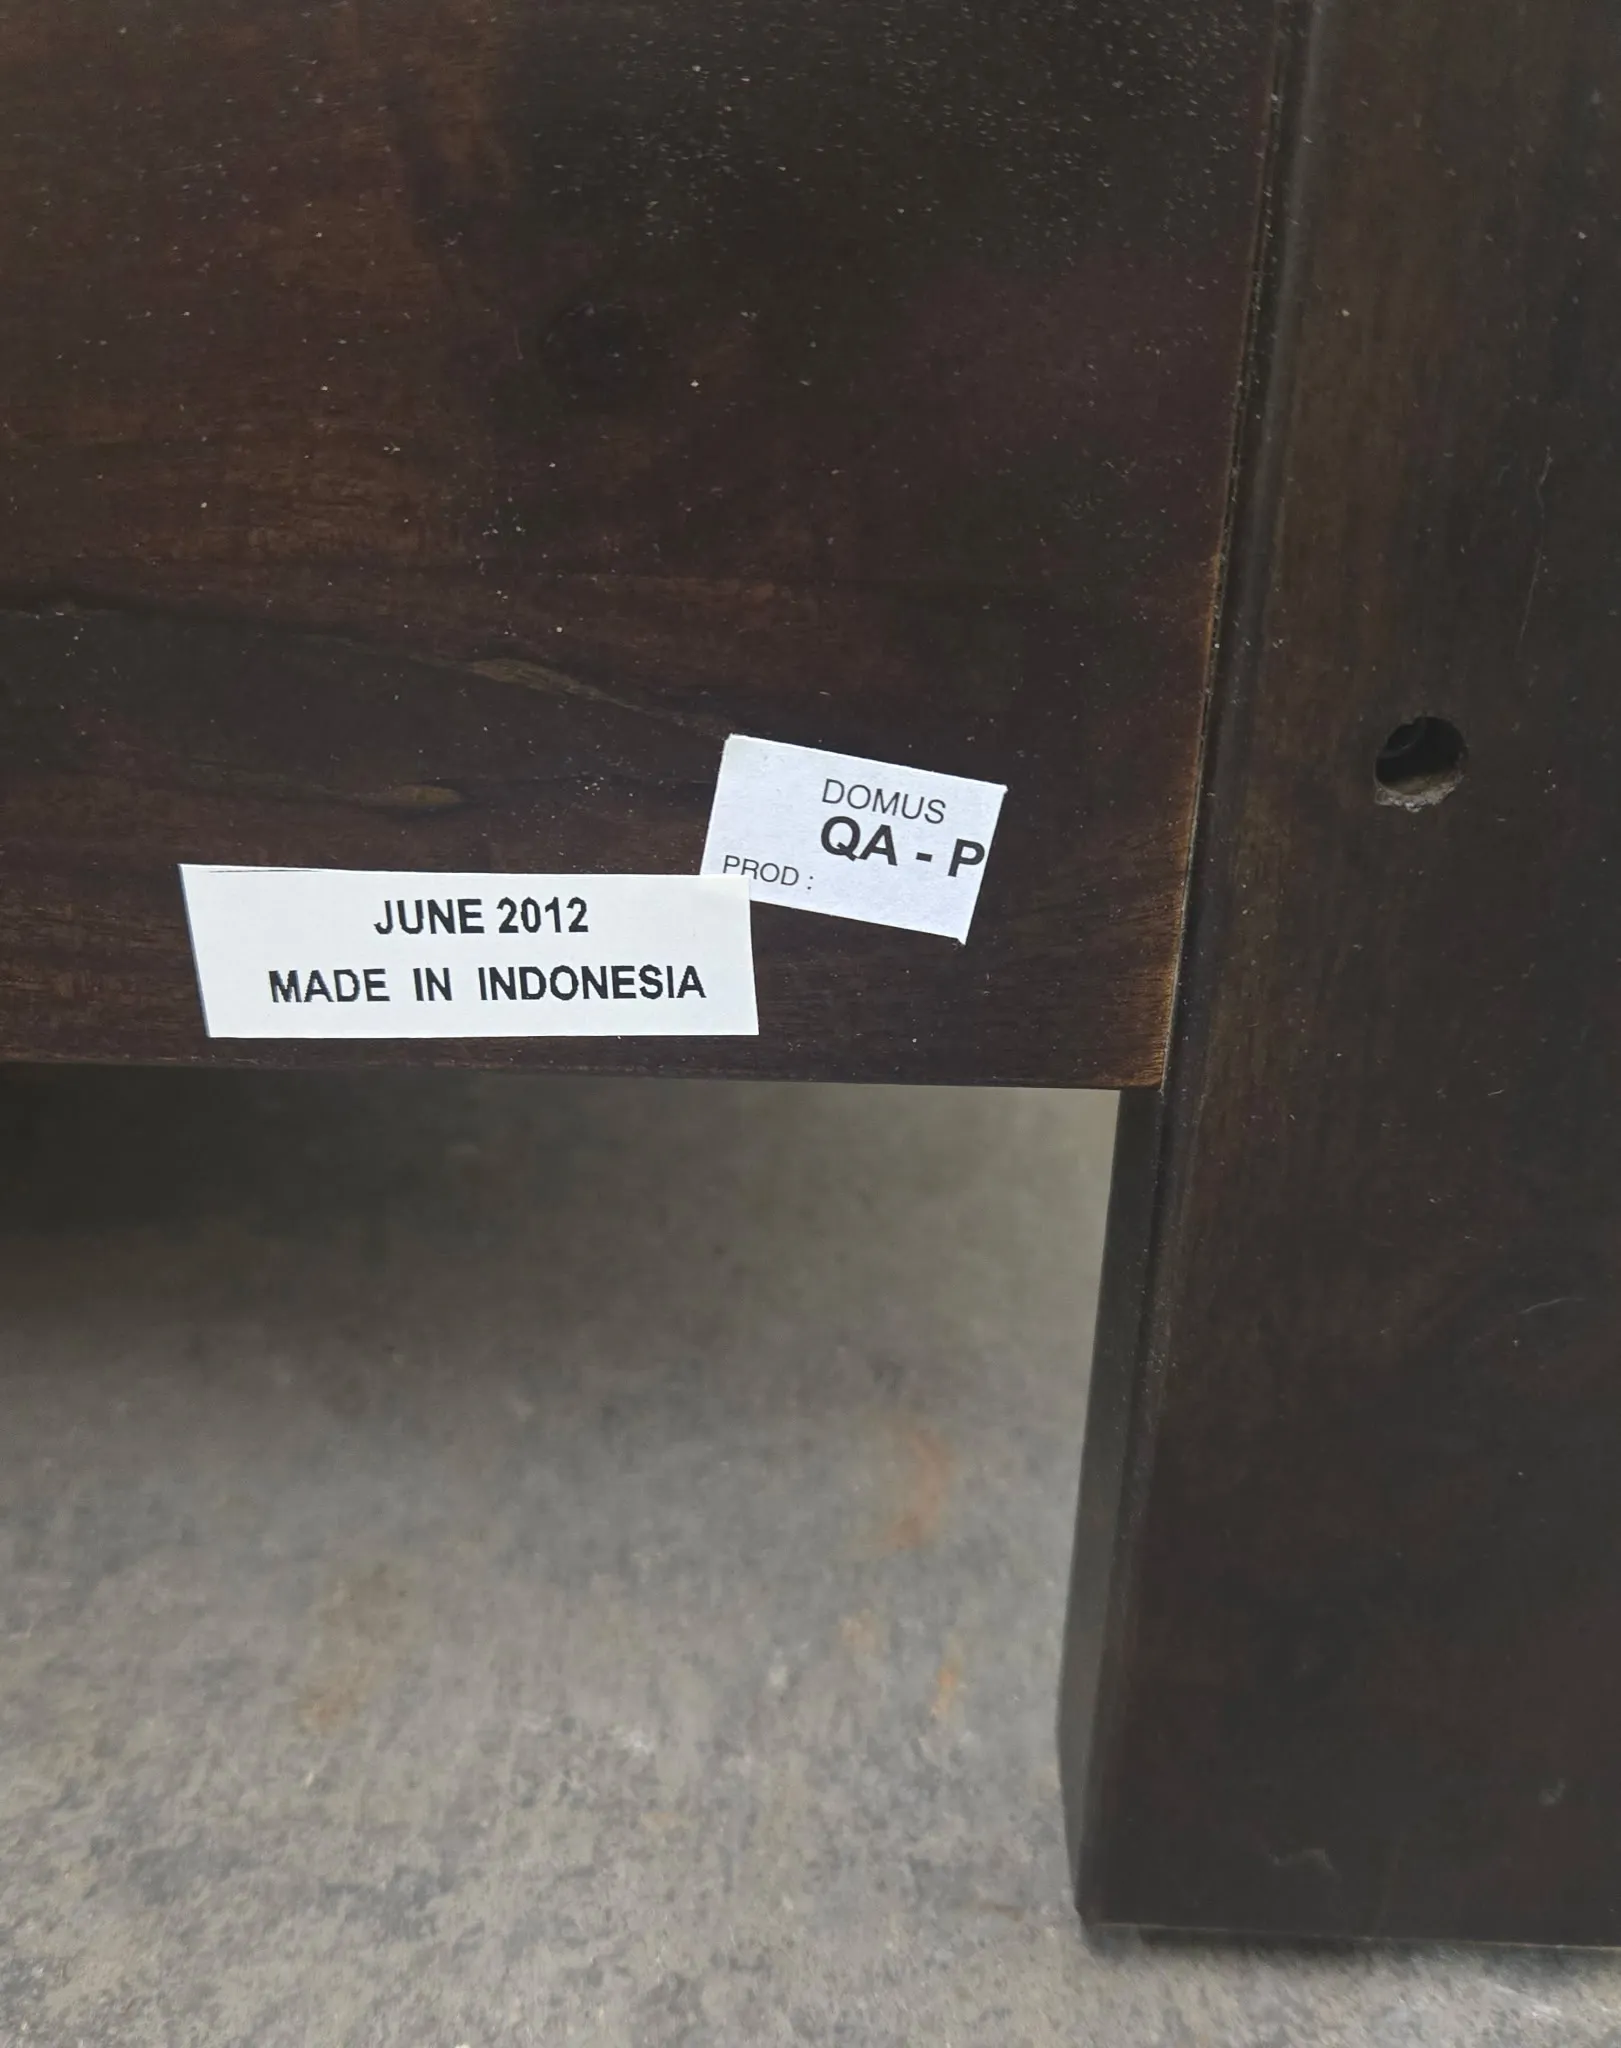 DOMUS
QA - P
PROD :
JUNE 2012
MADE IN INDONESIA